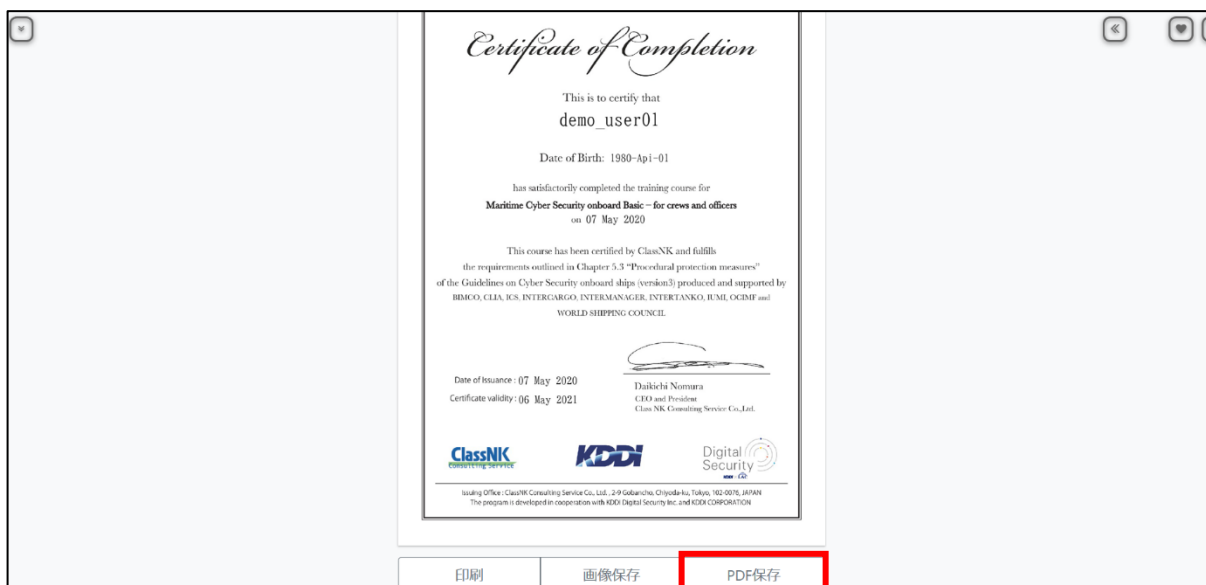 Certificate of Completion
This is to certify that
demo_user01
Date of Birth: 1980-Api-01
has satisfactorily completed the training course for
Maritime Cyber Security onboard Basic – for crews and officers
on 07 May 2020
This course has been certified by ClassNK and fulfills
the requirements outlined in Chapter 5.3 “Procedural protection measures”
of the Guidelines on Cyber Security onboard ships (version3) produced and supported by
BIMCO, CLIA, ICS, INTERCARGO, INTERMANAGER, INTERTANKO, IUMI, OCIMF and
WORLD SHIPPING COUNCIL
Date of Issuance : 07 May 2020
Certificate validity : 06 May 2021
Daikichi Nomura
CEO and President
Class NK Consulting Service Co.,Ltd.
ClassNK
Consulting Service
KDDI
Digital
Security
Issuing Office : ClassNK Consulting Service Co., Ltd. , 2-9 Gobancho, Chiyoda-ku, Tokyo, 102-0076, JAPAN
The program is developed in cooperation with KDDI Digital Security Inc. and KDDI CORPORATION
印刷
画像保存
PDF保存